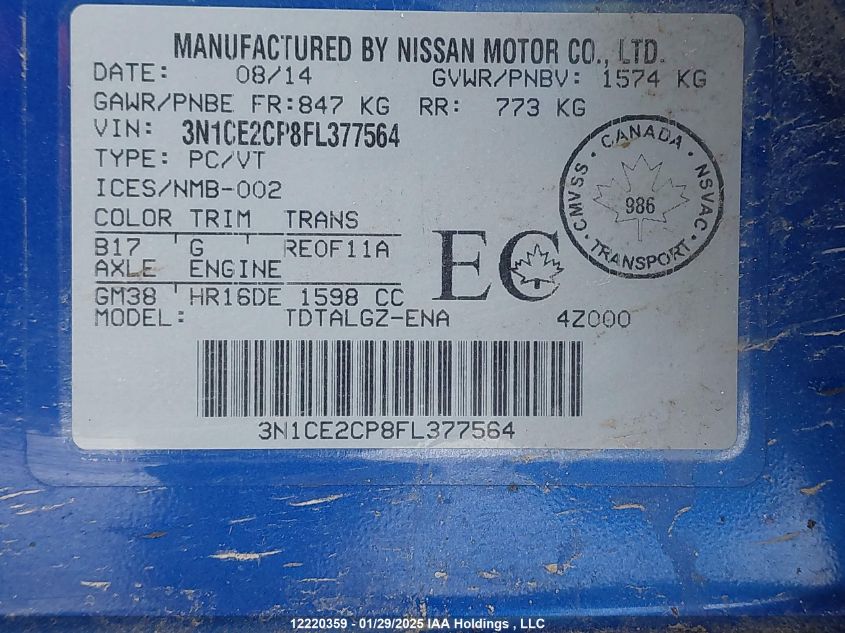 MANUFACTURED BY NISSAN MOTOR CO., LTD.
DATE: 08/14 GVWR/PNBV: 1574 KG
GAWR/PNBE FR:847 KG RR: 773 KG
VIN: 3N1CE2CP8FL377564
TYPE: PC/VT
ICES/NMB-002
COLOR TRIM TRANS
B17 G RE0F11A
AXLE ENGINE
GM38 HR16DE 1598 CC
MODEL: TDTALGZ-ENA 4Z000
EC
· CANADA · NSVAC · TRANSPORT · CMVSS
986
3N1CE2CP8FL377564
12220359 - 01/29/2025 IAA Holdings , LLC